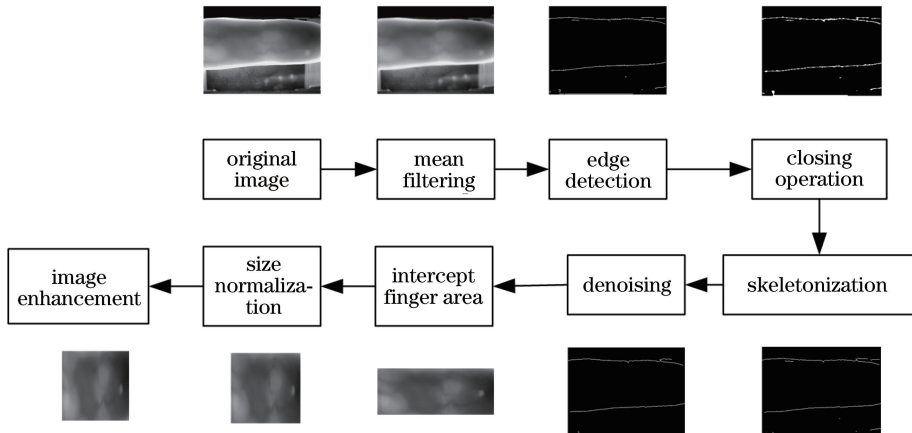 original
image
mean
filtering
edge
detection
closing
operation
image
enhancement
size
normaliza-
tion
intercept
finger area
denoising
skeletonization